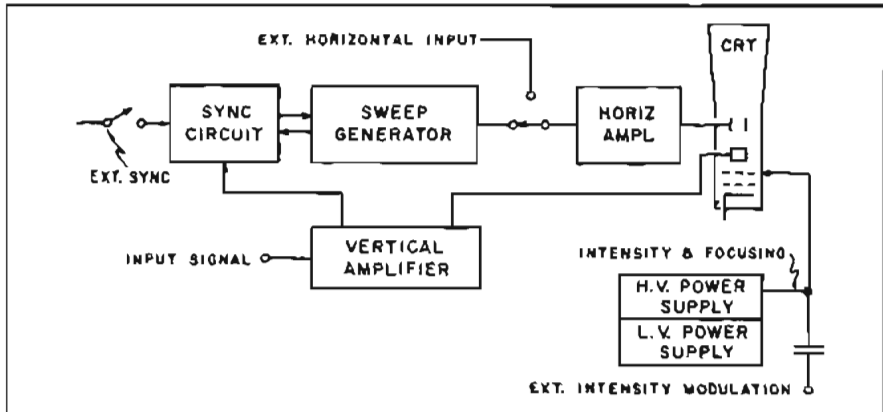 EXT. HORIZONTAL INPUT
CRT
SYNC
CIRCUIT
SWEEP
GENERATOR
HORIZ
AMPL
EXT. SYNC
INPUT SIGNAL
VERTICAL
AMPLIFIER
INTENSITY & FOCUSING
H.V. POWER
SUPPLY
L.V. POWER
SUPPLY
EXT. INTENSITY MODULATION